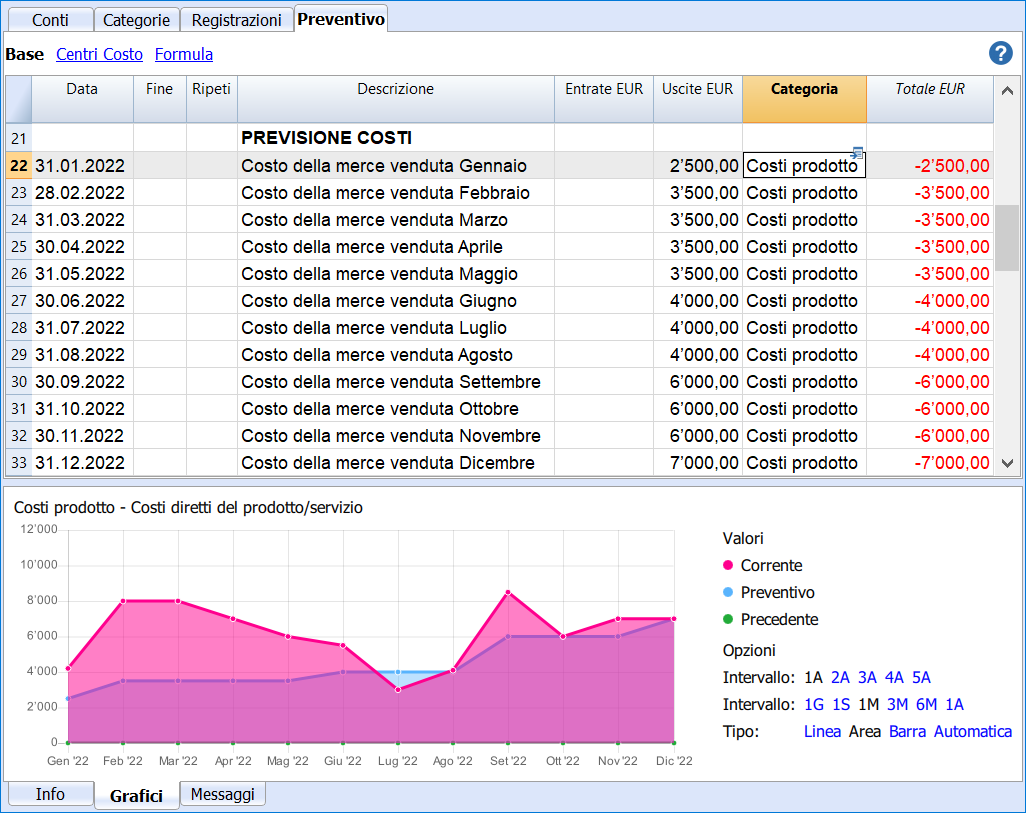 Conti Categorie Registrazioni Preventivo
Base Centri Costo Formula ?
Data Fine Ripeti Descrizione Entrate EUR Uscite EUR Categoria Totale EUR
21 PREVISIONE COSTI
22 31.01.2022 Costo della merce venduta Gennaio 2’500,00 Costi prodotto -2’500,00
23 28.02.2022 Costo della merce venduta Febbraio 3’500,00 Costi prodotto -3’500,00
24 31.03.2022 Costo della merce venduta Marzo 3’500,00 Costi prodotto -3’500,00
25 30.04.2022 Costo della merce venduta Aprile 3’500,00 Costi prodotto -3’500,00
26 31.05.2022 Costo della merce venduta Maggio 3’500,00 Costi prodotto -3’500,00
27 30.06.2022 Costo della merce venduta Giugno 4’000,00 Costi prodotto -4’000,00
28 31.07.2022 Costo della merce venduta Luglio 4’000,00 Costi prodotto -4’000,00
29 31.08.2022 Costo della merce venduta Agosto 4’000,00 Costi prodotto -4’000,00
30 30.09.2022 Costo della merce venduta Settembre 6’000,00 Costi prodotto -6’000,00
31 31.10.2022 Costo della merce venduta Ottobre 6’000,00 Costi prodotto -6’000,00
32 30.11.2022 Costo della merce venduta Novembre 6’000,00 Costi prodotto -6’000,00
33 31.12.2022 Costo della merce venduta Dicembre 7’000,00 Costi prodotto -7’000,00
Costi prodotto - Costi diretti del prodotto/servizio
12’000
10’000
8’000
6’000
4’000
2’000
0
Gen '22 Feb '22 Mar '22 Apr '22 Mag '22 Giu '22 Lug '22 Ago '22 Set '22 Ott '22 Nov '22 Dic '22
Valori
Corrente
Preventivo
Precedente
Opzioni
Intervallo: 1A 2A 3A 4A 5A
Intervallo: 1G 1S 1M 3M 6M 1A
Tipo: Linea Area Barra Automatica
Info Grafici Messaggi